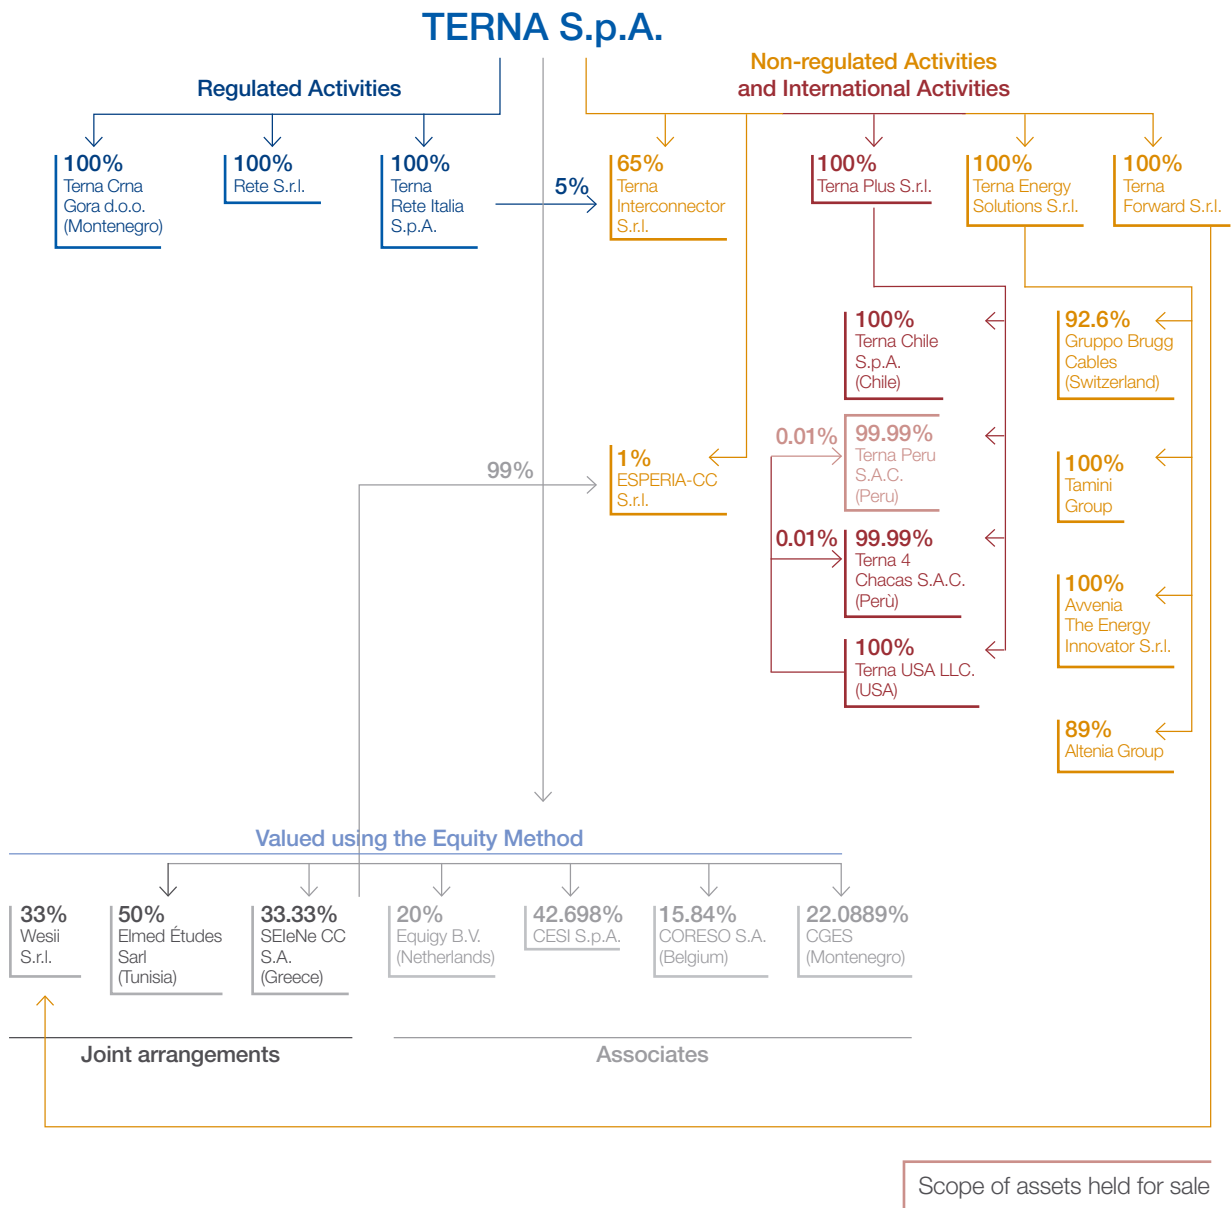 TERNA S.p.A.
Regulated Activities
Non-regulated Activities
and International Activities
100%
Terna Crna
Gora d.o.o.
(Montenegro)
100%
Rete S.r.l.
100%
Terna
Rete Italia
S.p.A.
5%
65%
Terna
Interconnector
S.r.l.
100%
Terna Plus S.r.l.
100%
Terna Energy
Solutions S.r.l.
100%
Terna
Forward S.r.l.
100%
Terna Chile
S.p.A.
(Chile)
92.6%
Gruppo Brugg
Cables
(Switzerland)
0.01%
99.99%
Terna Peru
S.A.C.
(Peru)
99%
1%
ESPERIA-CC
S.r.l.
100%
Tamini
Group
0.01%
99.99%
Terna 4
Chacas S.A.C.
(Perù)
100%
Avvenia
The Energy
Innovator S.r.l.
100%
Terna USA LLC.
(USA)
89%
Altenia Group
Valued using the Equity Method
33%
Wesii
S.r.l.
50%
Elmed Études
Sarl
(Tunisia)
33.33%
SEleNe CC
S.A.
(Greece)
20%
Equigy B.V.
(Netherlands)
42.698%
CESI S.p.A.
15.84%
CORESO S.A.
(Belgium)
22.0889%
CGES
(Montenegro)
Joint arrangements
Associates
Scope of assets held for sale